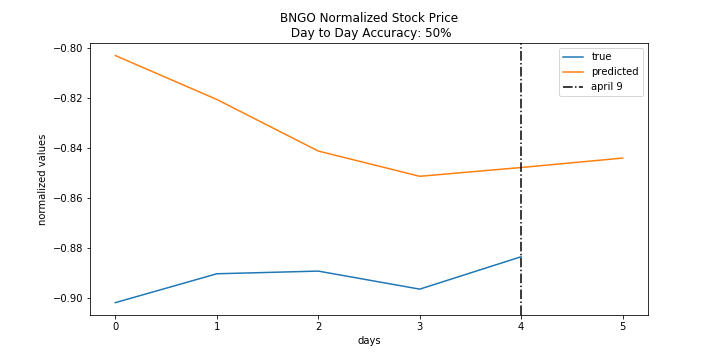 BNGO Normalized Stock Price
Day to Day Accuracy: 50%
−0.80
−0.82
−0.84
−0.86
−0.88
−0.90
normalized values
true
predicted
april 9
0 1 2 3 4 5
days